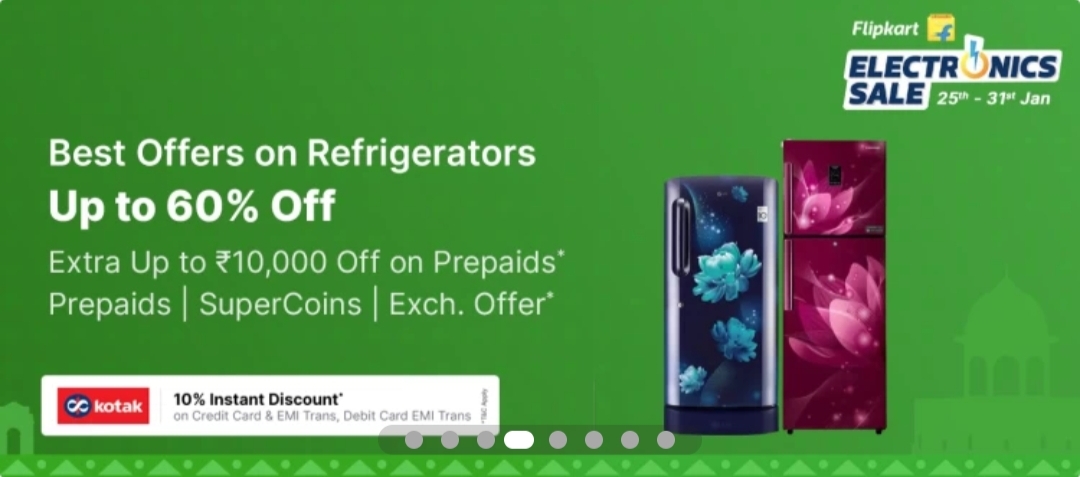 Flipkart
ELECTRONICS
SALE 25th - 31st Jan
Best Offers on Refrigerators
Up to 60% Off
Extra Up to ₹10,000 Off on Prepaids*
Prepaids | SuperCoins | Exch. Offer*
kotak
10% Instant Discount*
on Credit Card & EMI Trans, Debit Card EMI Trans
*T&C Apply